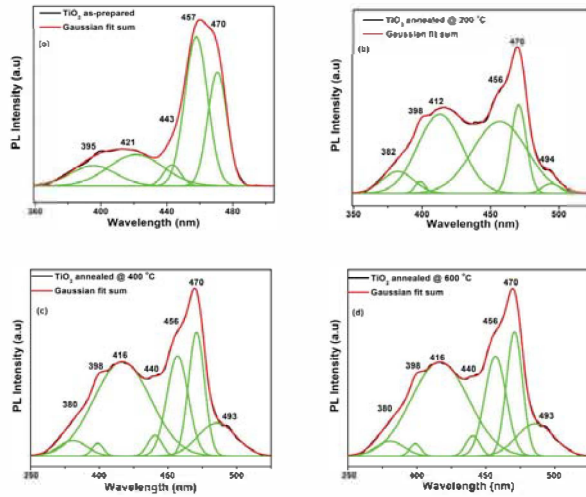 TiO2 as-prepared
Gaussian fit sum
(a)
457
470
443
421
395
PL Intensity (a.u)
360 400 440 480
Wavelength (nm)
TiO2 annealed @ 200 °C
Gaussian fit sum
(b)
470
456
412
398
382
494
PL Intensity (a.u)
350 400 450 500
Wavelength (nm)
TiO2 annealed @ 400 °C
Gaussian fit sum
(c)
470
456
416
398
440
380
493
PL Intensity (a.u)
350 400 450 500
Wavelength (nm)
TiO2 annealed @ 600 °C
Gaussian fit sum
(d)
470
456
416
398
440
380
493
PL Intensity (a.u)
350 400 450 500
Wavelength (nm)